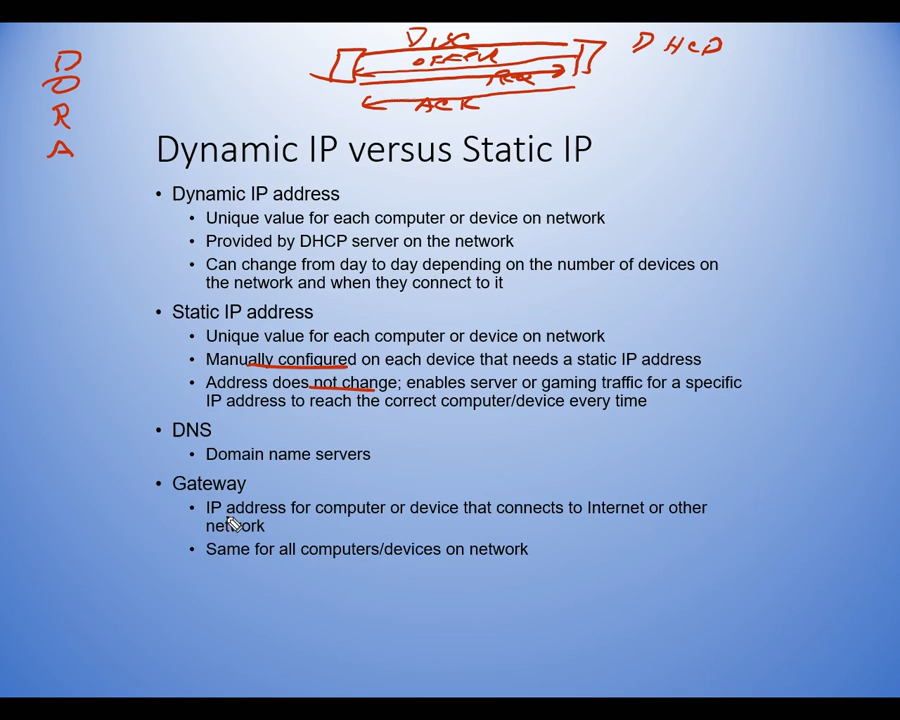 DISC
OFFER
REQ
ACK
DHCP
D
O
R
A
Dynamic IP versus Static IP
• Dynamic IP address
• Unique value for each computer or device on network
• Provided by DHCP server on the network
• Can change from day to day depending on the number of devices on
the network and when they connect to it
• Static IP address
• Unique value for each computer or device on network
• Manually configured on each device that needs a static IP address
• Address does not change; enables server or gaming traffic for a specific
IP address to reach the correct computer/device every time
• DNS
• Domain name servers
• Gateway
• IP address for computer or device that connects to Internet or other
network
• Same for all computers/devices on network